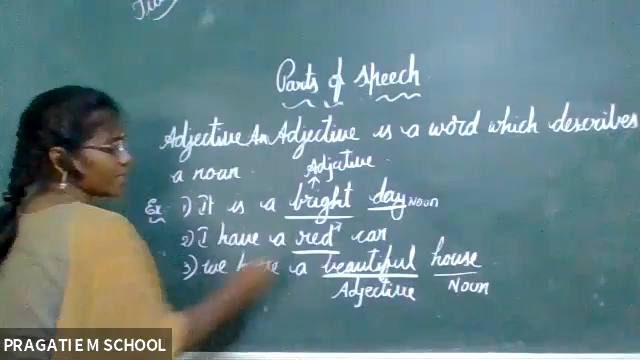 Parts of speech
Adjective An Adjective is a word which describes
a noun
Adjective
Ex 1) It is a bright day Noun
2) I have a red car
3) we have a beautiful house
Adjective Noun
PRAGATI E M SCHOOL